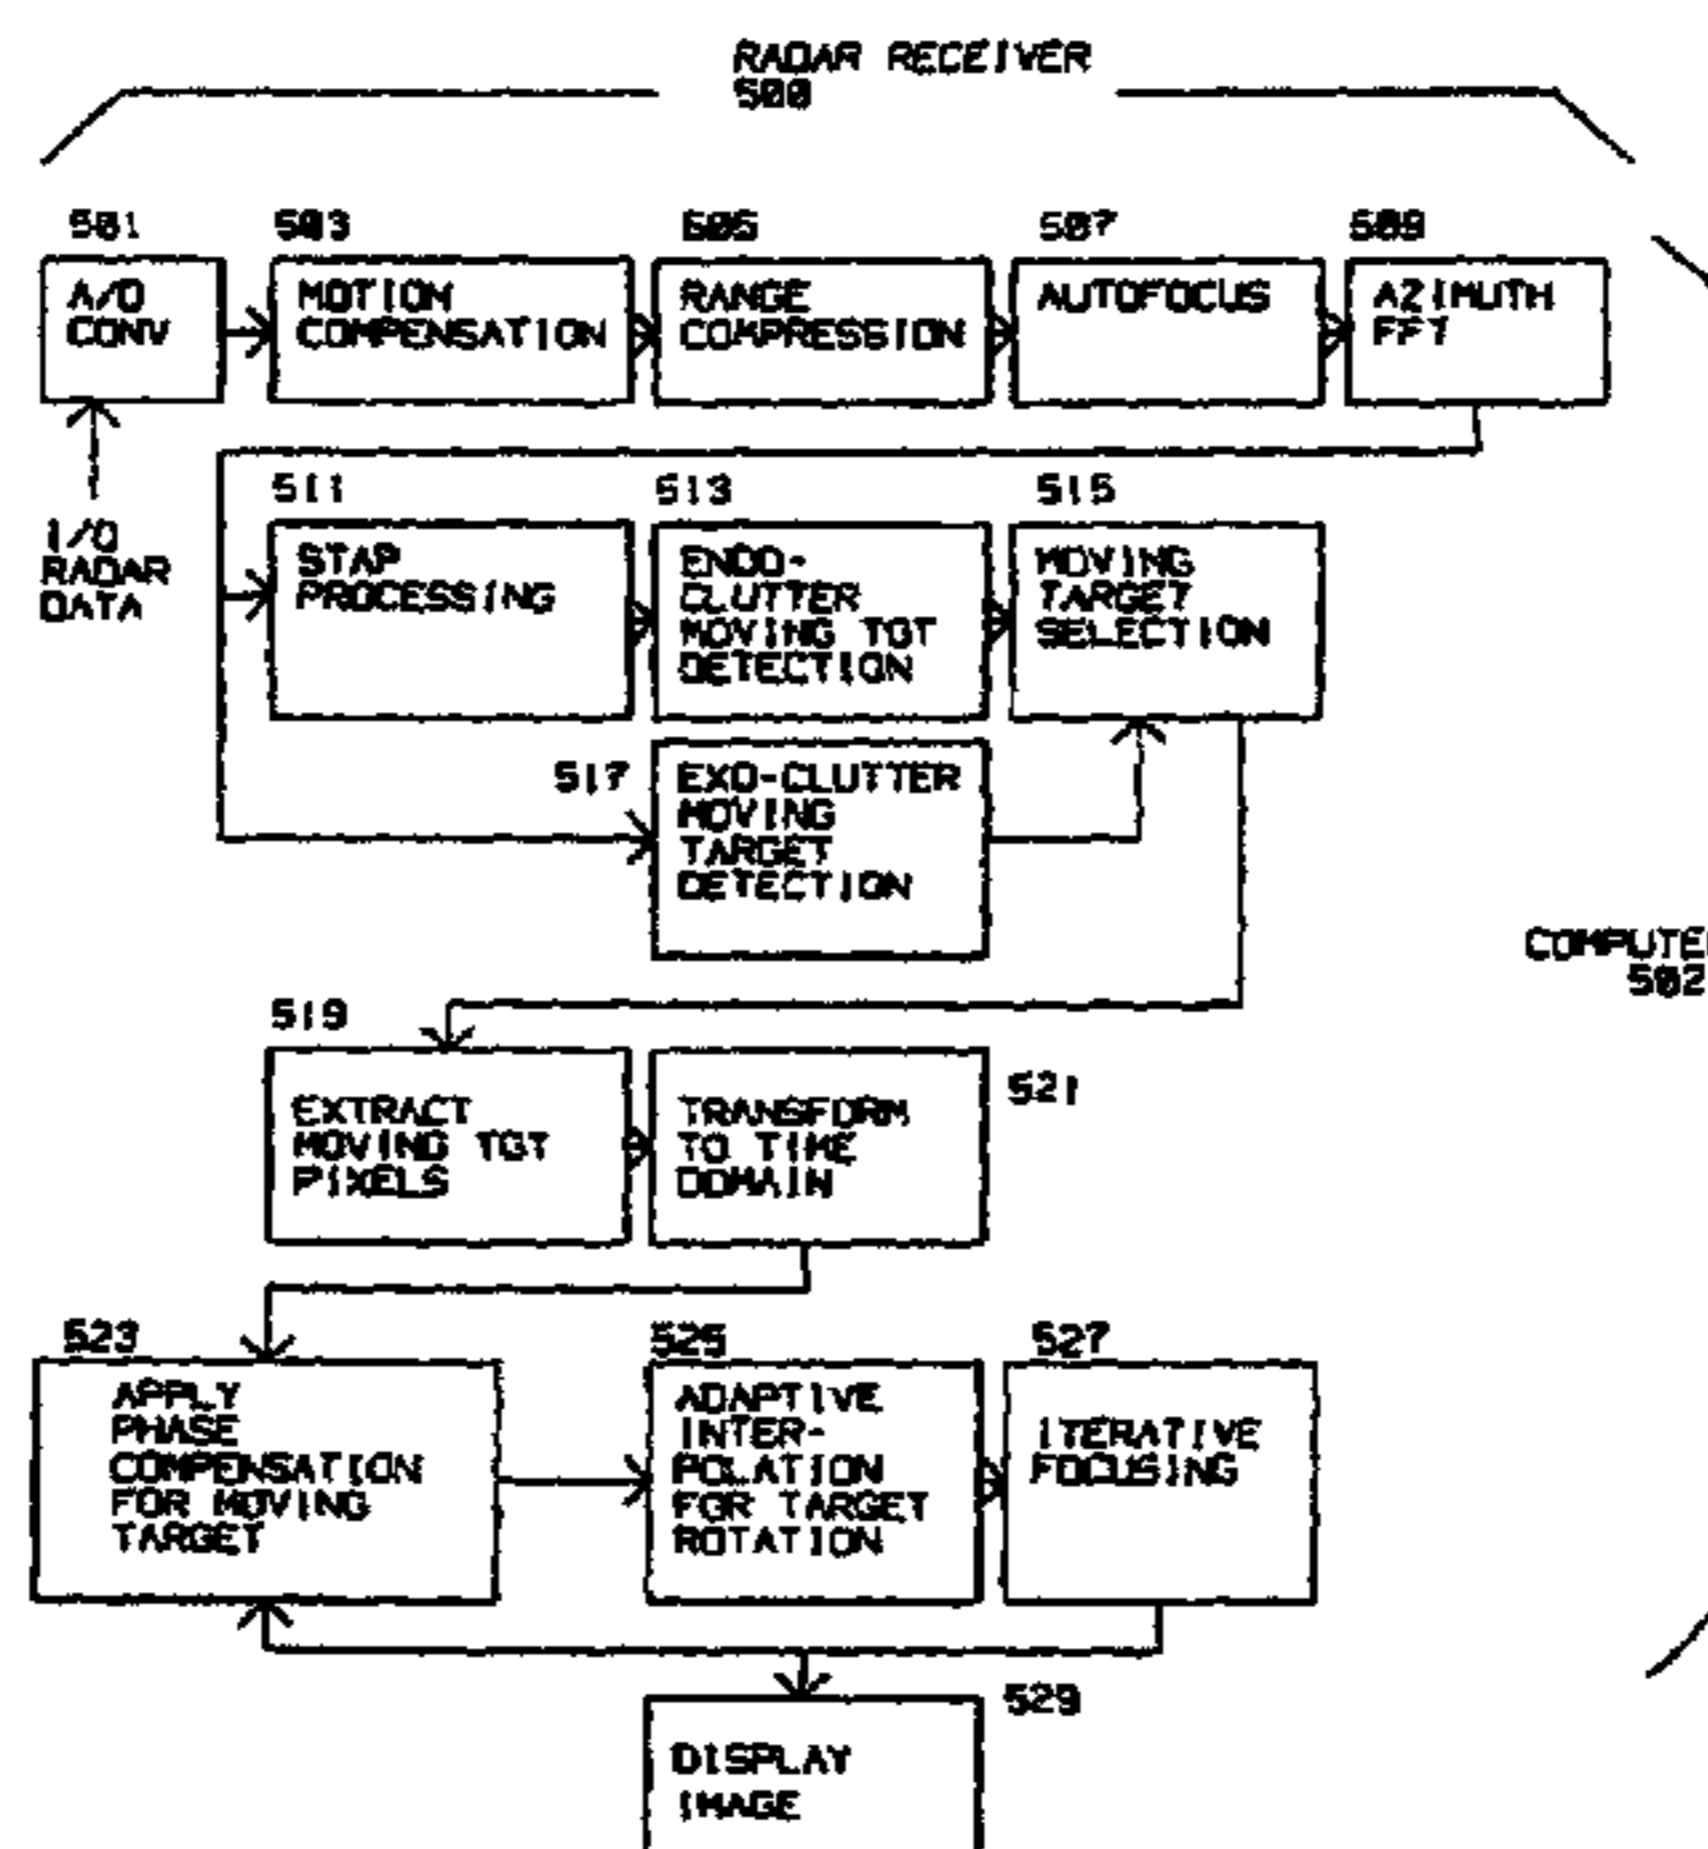 RADAR RECEIVER
500
501
A/D
CONV
503
MOTION
COMPENSATION
505
RANGE
COMPRESSION
507
AUTOFOCUS
509
AZIMUTH
FFT
I/Q
RADAR
DATA
511
STAP
PROCESSING
513
ENDO-
CLUTTER
MOVING TGT
DETECTION
515
MOVING
TARGET
SELECTION
517
EXO-CLUTTER
MOVING
TARGET
DETECTION
COMPUTE
502
519
EXTRACT
MOVING TGT
PIXELS
521
TRANSFORM
TO TIME
DOMAIN
523
APPLY
PHASE
COMPENSATION
FOR MOVING
TARGET
525
ADAPTIVE
INTER-
POLATION
FOR TARGET
ROTATION
527
ITERATIVE
FOCUSING
529
DISPLAY
IMAGE